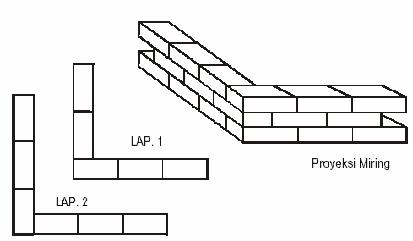 LAP. 1
Proyeksi Miring
LAP. 2